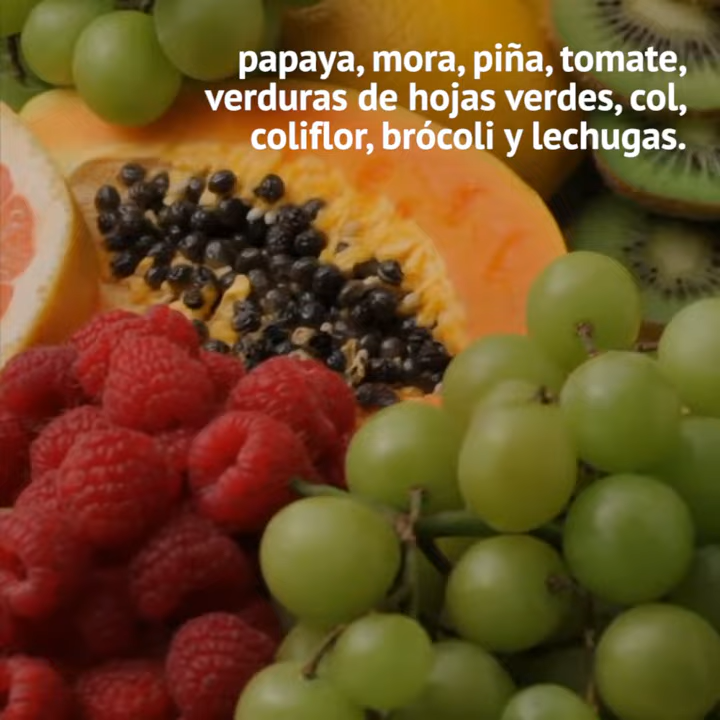 papaya, mora, piña, tomate,
verduras de hojas verdes, col,
coliflor, brócoli y lechugas.